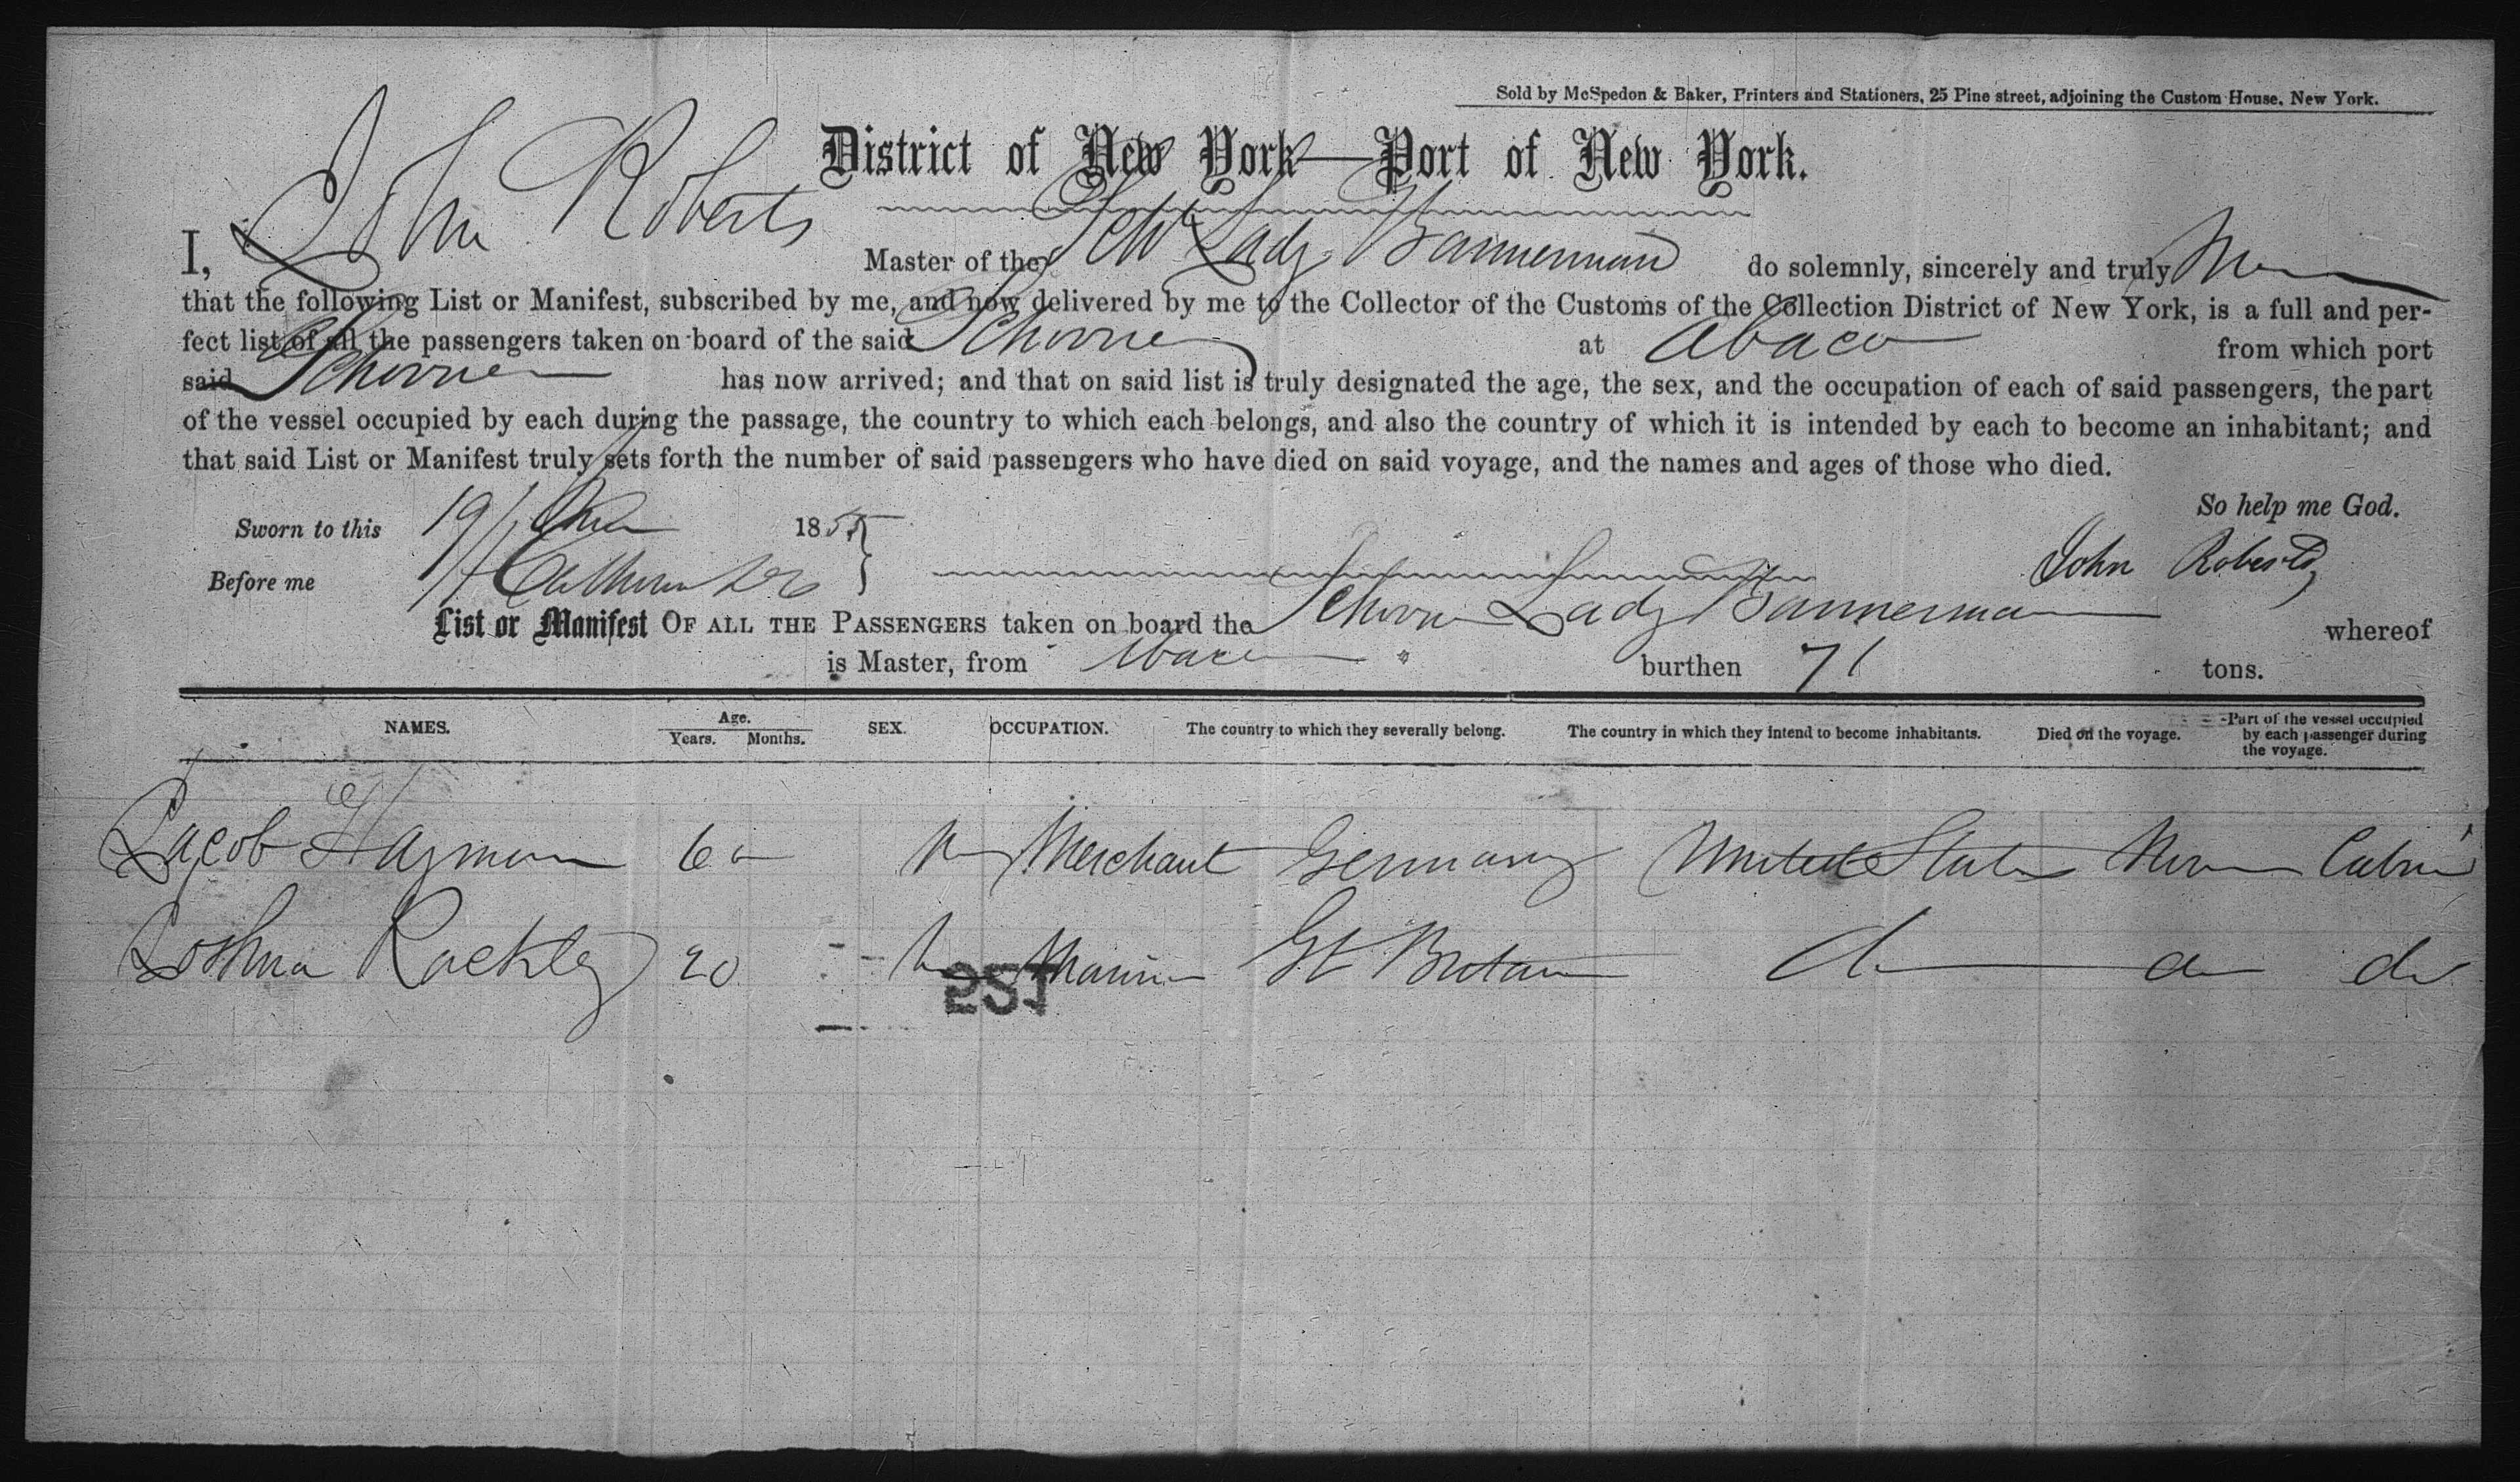 Sold by McSpedon & Baker, Printers and Stationers, 25 Pine street, adjoining the Custom House, New York.
District of New York—Port of New York.
I, John Roberts Master of the Schr Lady Bannerman do solemnly, sincerely and truly
that the following List or Manifest, subscribed by me, and now delivered by me to the Collector of the Customs of the Collection District of New York, is a full and per-
fect list of all the passengers taken on board of the said Schooner at Abaco from which port
said Schooner has now arrived; and that on said list is truly designated the age, the sex, and the occupation of each of said passengers, the part
of the vessel occupied by each during the passage, the country to which each belongs, and also the country of which it is intended by each to become an inhabitant; and
that said List or Manifest truly sets forth the number of said passengers who have died on said voyage, and the names and ages of those who died.
So help me God.
Sworn to this 19 1855
Before me
John Roberts
List or Manifest OF ALL THE PASSENGERS taken on board the Schooner Lady Bannerman whereof
is Master, from Abaco burthen 71 tons.
NAMES. Age. Years. Months. SEX. OCCUPATION. The country to which they severally belong. The country in which they intend to become inhabitants. Died on the voyage. Part of the vessel occupied by each passenger during the voyage.
Jacob Hayman 60 M Merchant Germany United States None Cabin
Joshua Rackley 20 M Mariner Gt Britain do do do